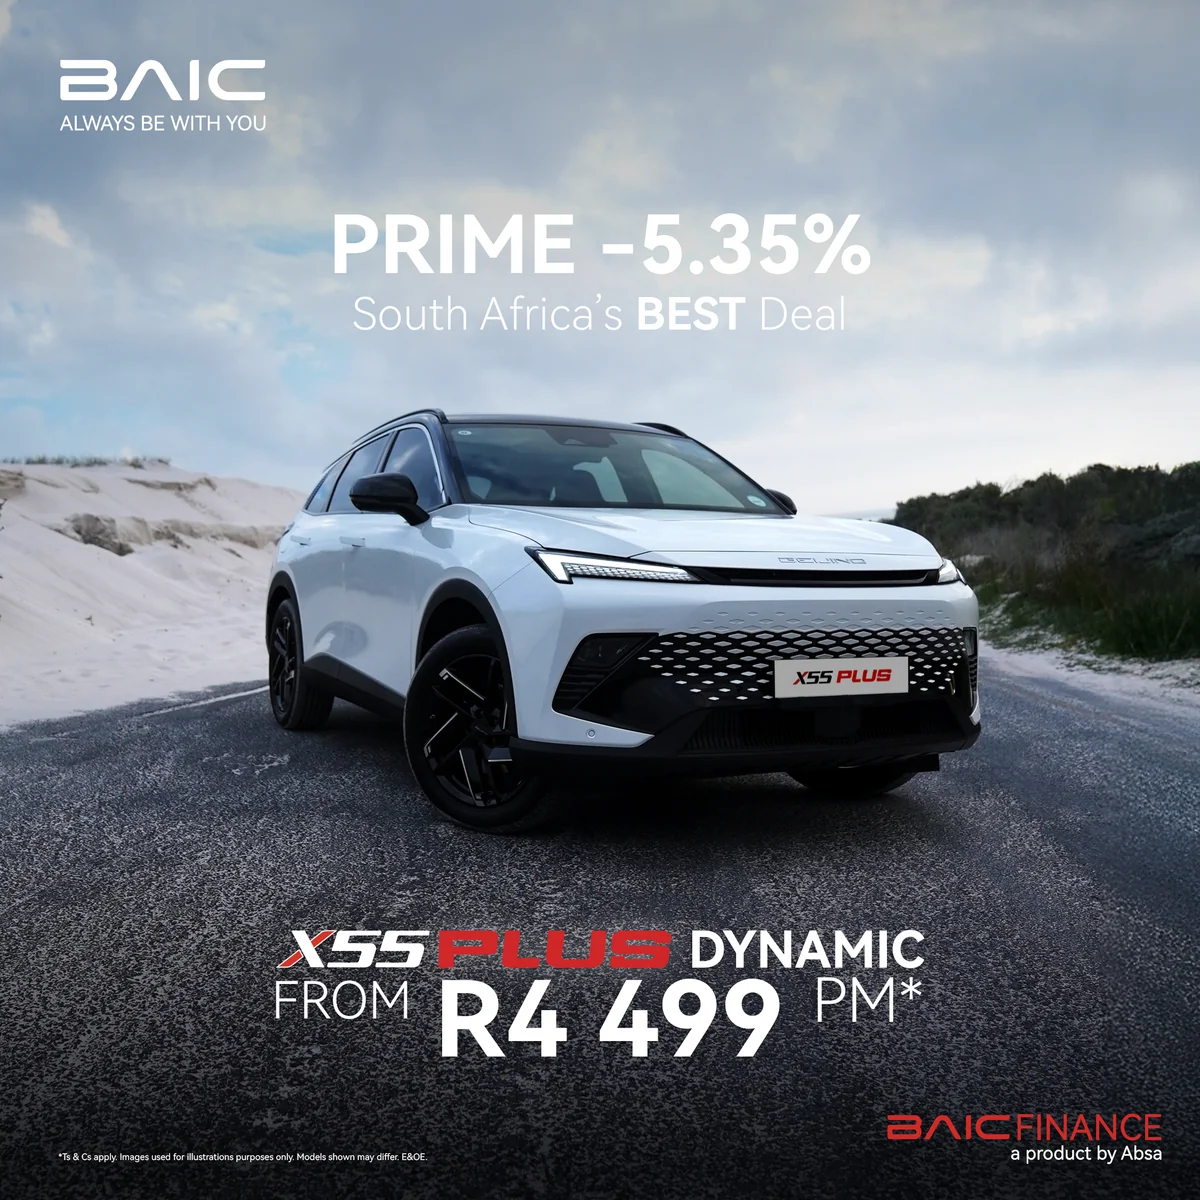 BAIC
ALWAYS BE WITH YOU
PRIME -5.35%
South Africa's BEST Deal
BEIJING
X55 PLUS
X55 PLUS DYNAMIC
FROM R4 499 PM*
BAIC FINANCE
a product by Absa
*Ts & Cs apply. Images used for illustrations purposes only. Models shown may differ. E&OE.